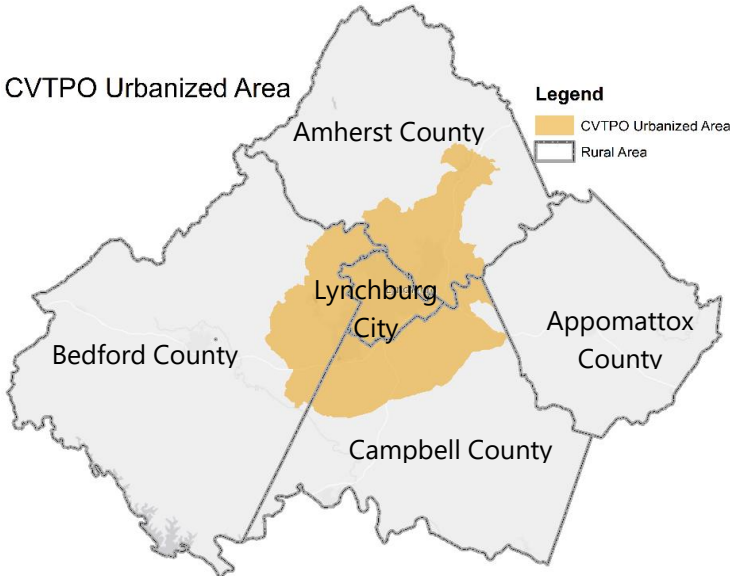 CVTPO Urbanized Area
Legend
CVTPO Urbanized Area
Rural Area
Amherst County
Lynchburg
City
Appomattox
County
Bedford County
Campbell County